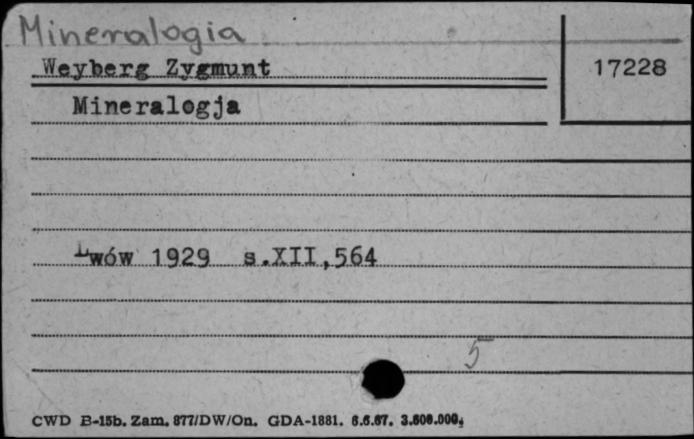 Mineralogia
Weyberg Zygmunt
17228
Mineralogja
Lwów 1929 s.XII,564
5
CWD B-15b. Zam. 877/DW/On. GDA-1881. 6.6.67. 3.600.000.